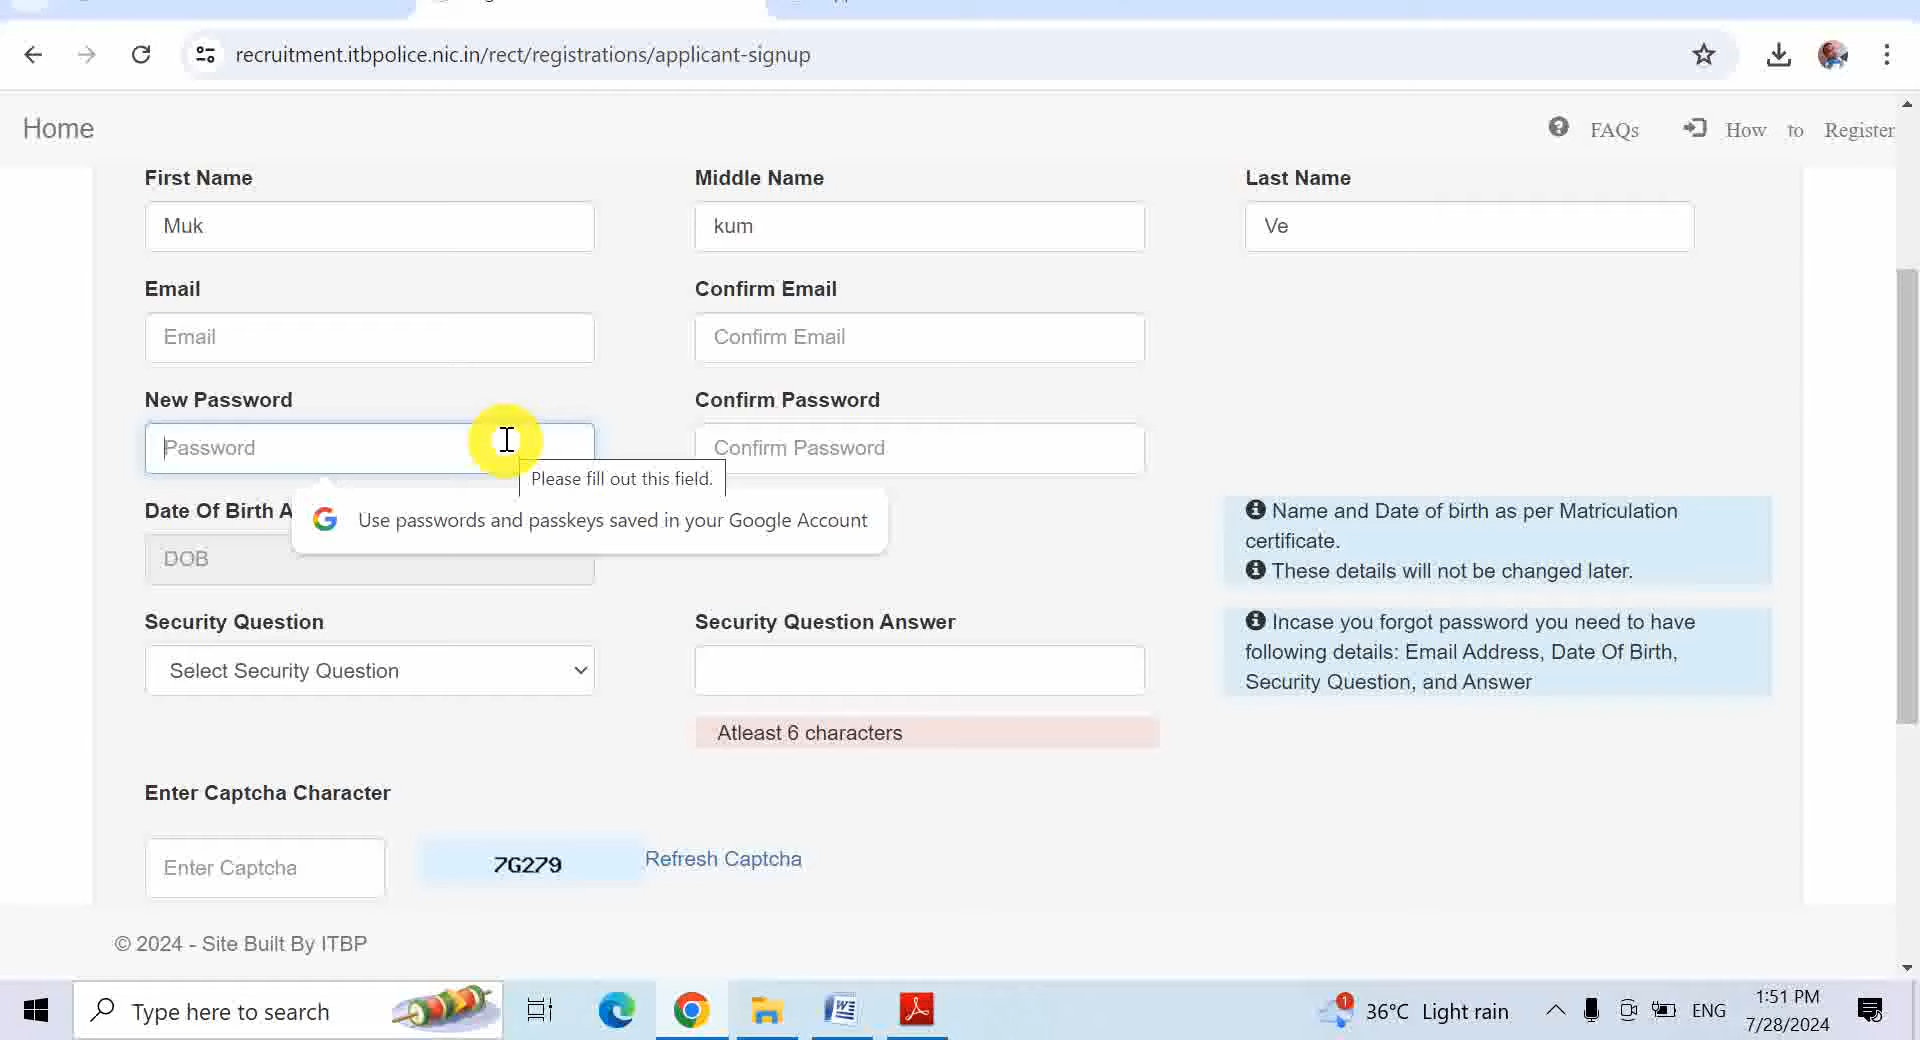 recruitment.itbpolice.nic.in/rect/registrations/applicant-signup
Home
FAQs
How to Register
First Name
Middle Name
Last Name
Muk
kum
Ve
Email
Confirm Email
Email
Confirm Email
New Password
Confirm Password
Password
Confirm Password
Please fill out this field.
Date Of Birth A
Use passwords and passkeys saved in your Google Account
DOB
Name and Date of birth as per Matriculation
certificate.
These details will not be changed later.
Security Question
Security Question Answer
Select Security Question
Incase you forgot password you need to have
following details: Email Address, Date Of Birth,
Security Question, and Answer
Atleast 6 characters
Enter Captcha Character
Enter Captcha
7G279
Refresh Captcha
© 2024 - Site Built By ITBP
Type here to search
1
36°C Light rain
ENG
1:51 PM
7/28/2024